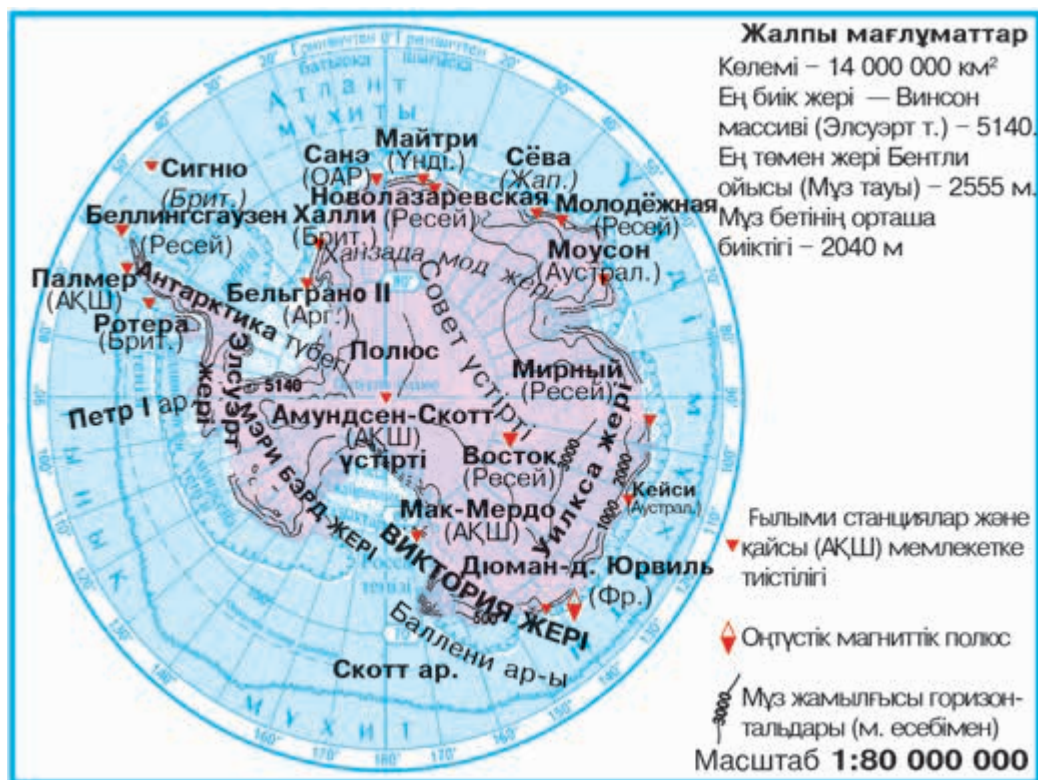 Жалпы мағлұматтар
Көлемі – 14 000 000 км²
Ең биік жері — Винсон
массиві (Элсуэрт т.) – 5140.
Ең төмен жері Бентли
ойысы (Мұз тауы) – 2555 м.
Мұз бетінің орташа
биіктігі – 2040 м
Атлант
мұхиты
Сигню
(Брит.)
Беллингсгаузен
(Ресей)
Палмер
(АҚШ)
Ротера
(Брит.)
Санэ
(ОАР)
Майтри
(Үнді.)
Новолазаревская
(Ресей)
Сёва
(Жап.)
Молодёжная
(Ресей)
Халли
(Брит.)
Моусон
(Аустрал.)
Ханзада мод жері
Бельграно II
(Арг.)
Антарктика түбегі
Совет үстірті
Полюс
Мирный
(Ресей)
Элсуэрт
жері
5140
Петр I ар.
Амундсен-Скотт
(АҚШ)
үстірті
МЭРИ БЭРД ЖЕРІ
Восток
(Ресей)
3000
2000
1000
Уилкса жері
Кейси
(Аустрал.)
Мак-Мердо
(АҚШ)
ВИКТОРИЯ ЖЕРІ
Дюман-д. Юрвиль
(Фр.)
500
Баллени ар-ы
Скотт ар.
МҰХИТ
Ғылыми станциялар және
қайсы (АҚШ) мемлекетке
тиістілігі
Оңтүстік магниттік полюс
3000
Мұз жамылғысы горизон-
тальдары (м. есебімен)
Масштаб 1:80 000 000